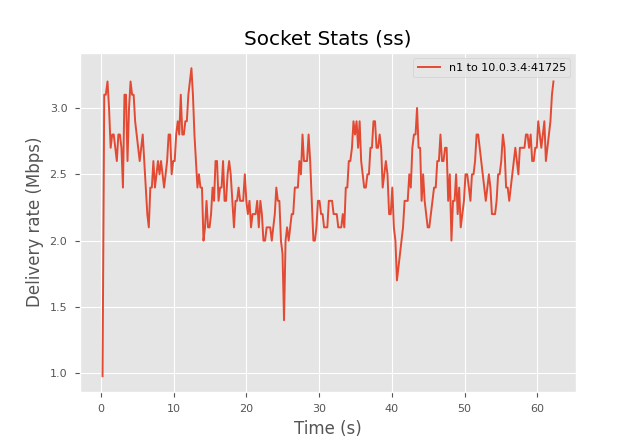 Socket Stats (ss)
n1 to 10.0.3.4:41725
Delivery rate (Mbps)
3.0
2.5
2.0
1.5
1.0
0 10 20 30 40 50 60
Time (s)